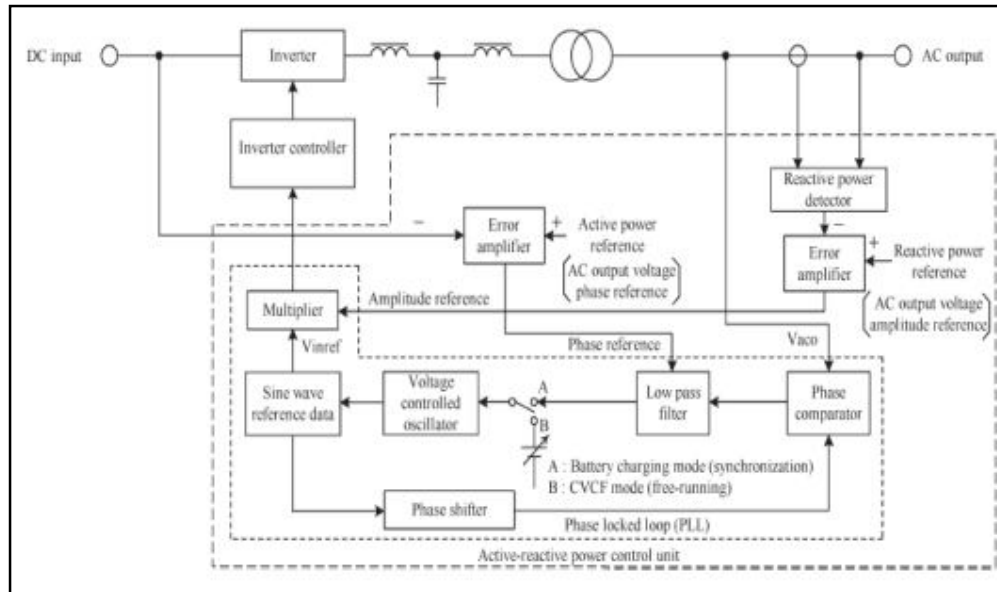 DC input
Inverter
AC output
Inverter controller
Reactive power
detector
−
Error
amplifier
+
Active power
reference
(AC output voltage
phase reference)
−
Error
amplifier
+
Reactive power
reference
(AC output voltage
amplitude reference)
Multiplier
Amplitude reference
Vinref
Phase reference
Vaco
Sine wave
reference data
Voltage
controlled
oscillator
A
B
Low pass
filter
Phase
comparator
A : Battery charging mode (synchronization)
B : CVCF mode (free-running)
Phase shifter
Phase locked loop (PLL)
Active-reactive power control unit